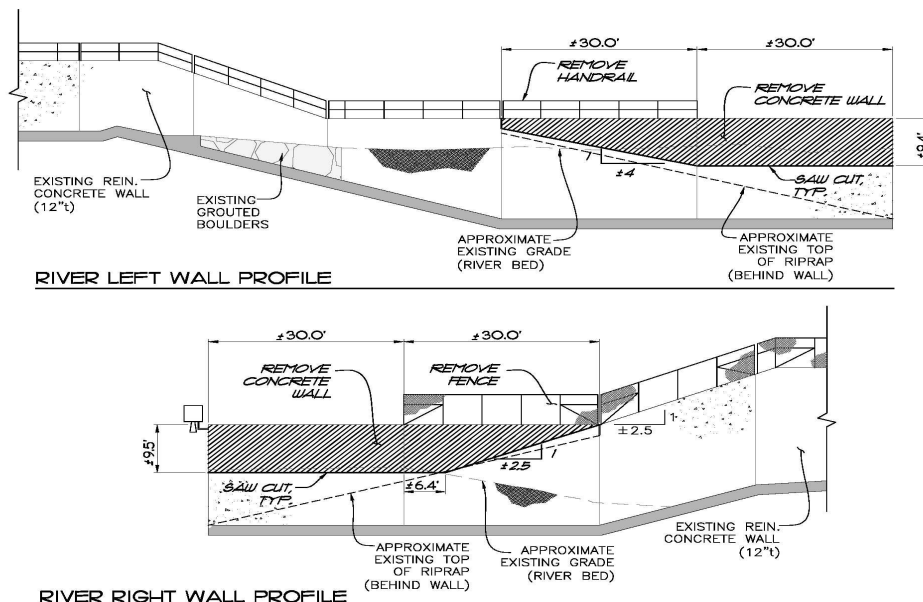 ±30.0'
±30.0'
REMOVE
HANDRAIL
REMOVE
CONCRETE WALL
±9.4'
1
±4
SAW CUT,
TYP.
EXISTING REIN.
CONCRETE WALL
(12"t)
EXISTING
GROUTED
BOULDERS
APPROXIMATE
EXISTING GRADE
(RIVER BED)
APPROXIMATE
EXISTING TOP
OF RIPRAP
(BEHIND WALL)
RIVER LEFT WALL PROFILE
±30.0'
±30.0'
REMOVE
CONCRETE
WALL
REMOVE
FENCE
1
±2.5
±9.5'
1
±2.5
SAW CUT,
TYP.
±6.4'
APPROXIMATE
EXISTING TOP
OF RIPRAP
(BEHIND WALL)
APPROXIMATE
EXISTING GRADE
(RIVER BED)
EXISTING REIN.
CONCRETE WALL
(12"t)
RIVER RIGHT WALL PROFILE